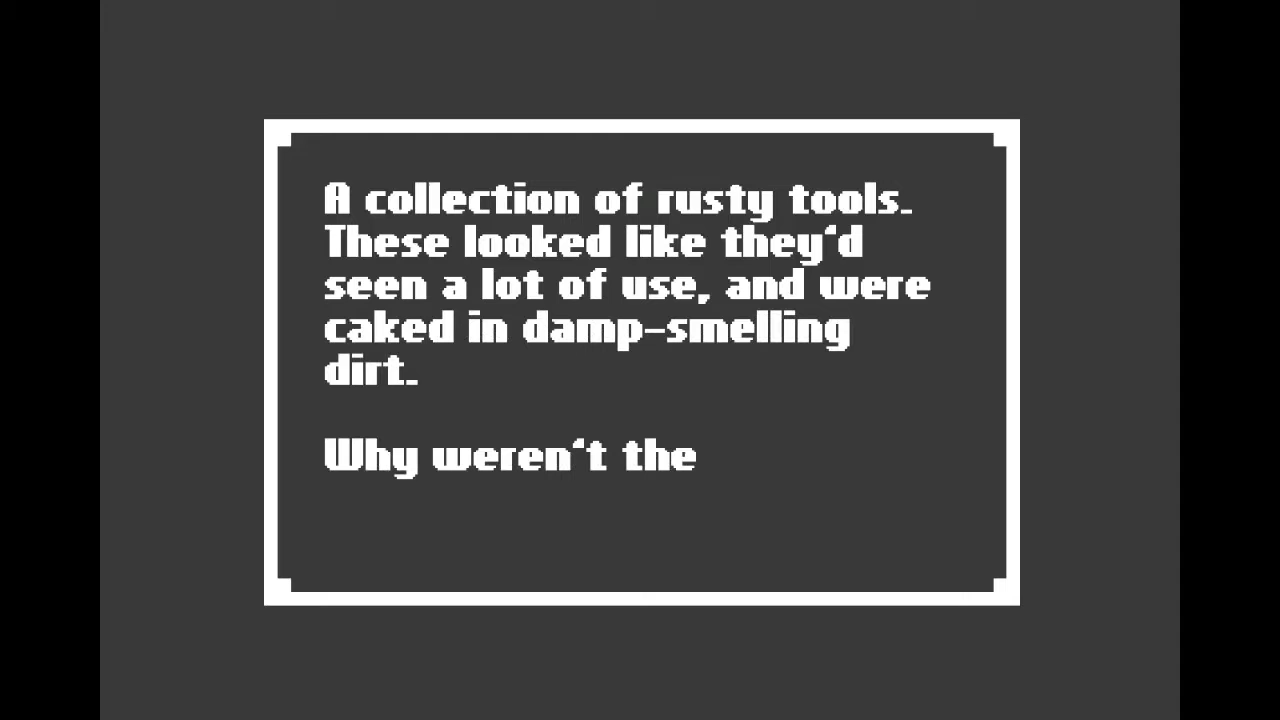 A collection of rusty tools.
These looked like they'd
seen a lot of use, and were
caked in damp-smelling
dirt.
Why weren't the